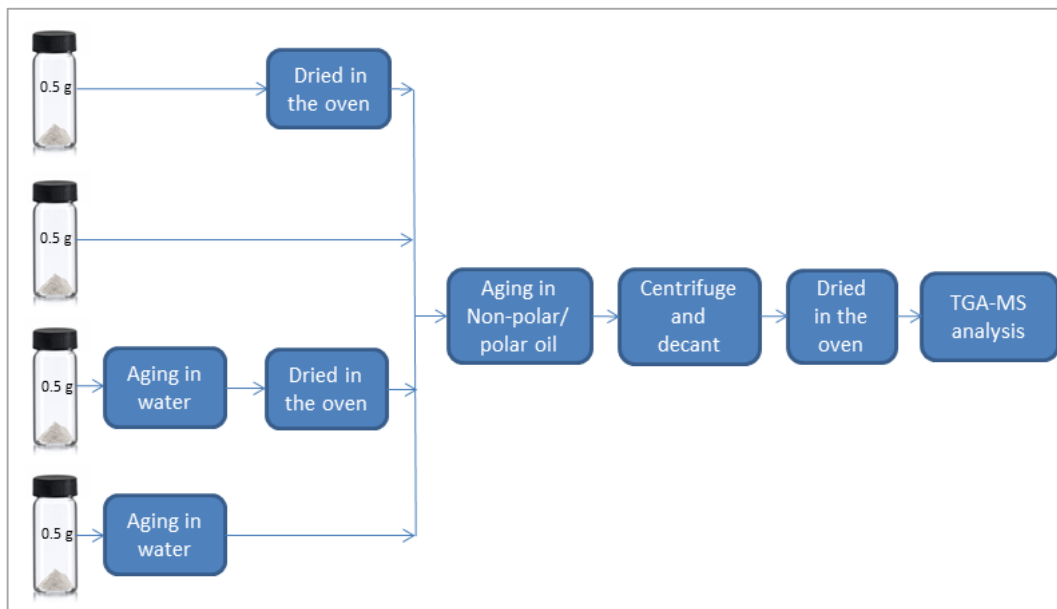 0.5 g
Dried in
the oven
0.5 g
Aging in
Non-polar/
polar oil
Centrifuge
and
decant
Dried
in the
oven
TGA-MS
analysis
0.5 g
Aging in
water
Dried in
the oven
0.5 g
Aging in
water